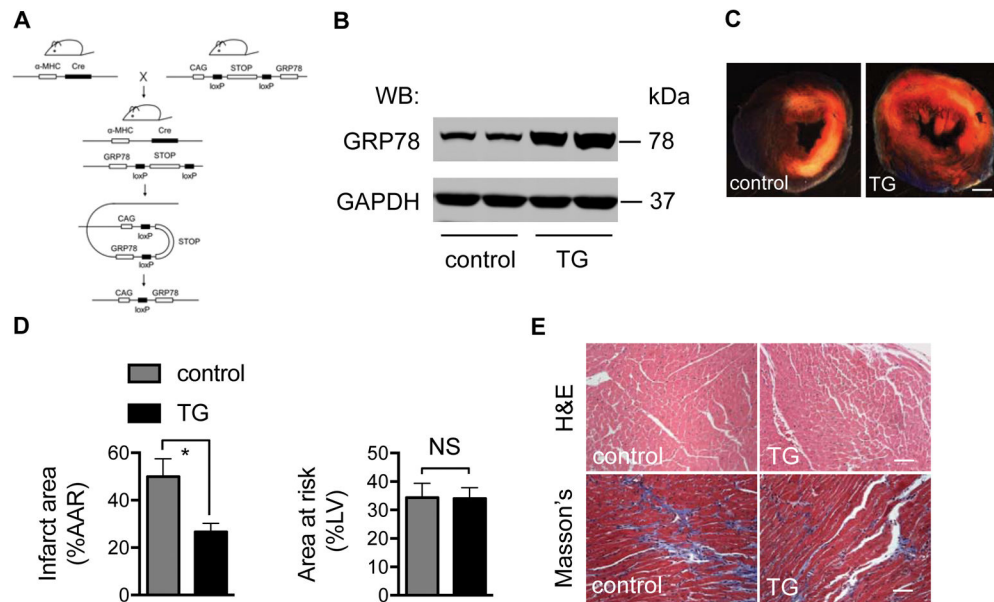 A
α-MHC Cre
X
CAG STOP GRP78
loxP loxP
α-MHC Cre
GRP78 STOP
loxP loxP
CAG
loxP
STOP
GRP78
loxP
CAG GRP78
loxP
B
WB: kDa
GRP78 78
GAPDH 37
control TG
C
control TG
D
control
TG
Infarct area
(%AAR)
60
40
20
0
*
Area at risk
(%LV)
50
40
30
20
10
0
NS
E
H&E
control TG
Masson's
control TG